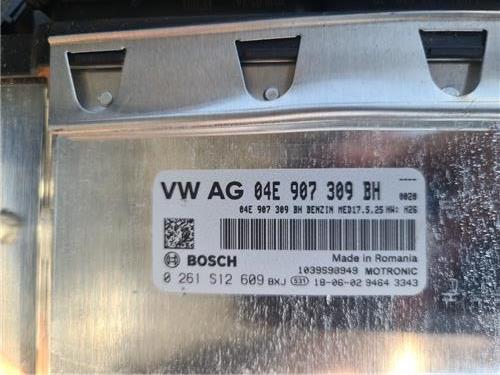 VW AG 04E 907 309 BH 0020
04E 907 309 BH BENZIN MED17.5.25 HW: H26
BOSCH Made in Romania
1039S98949 MOTRONIC
0 261 S12 609 BXJ 531 18-06-02 9464 3343